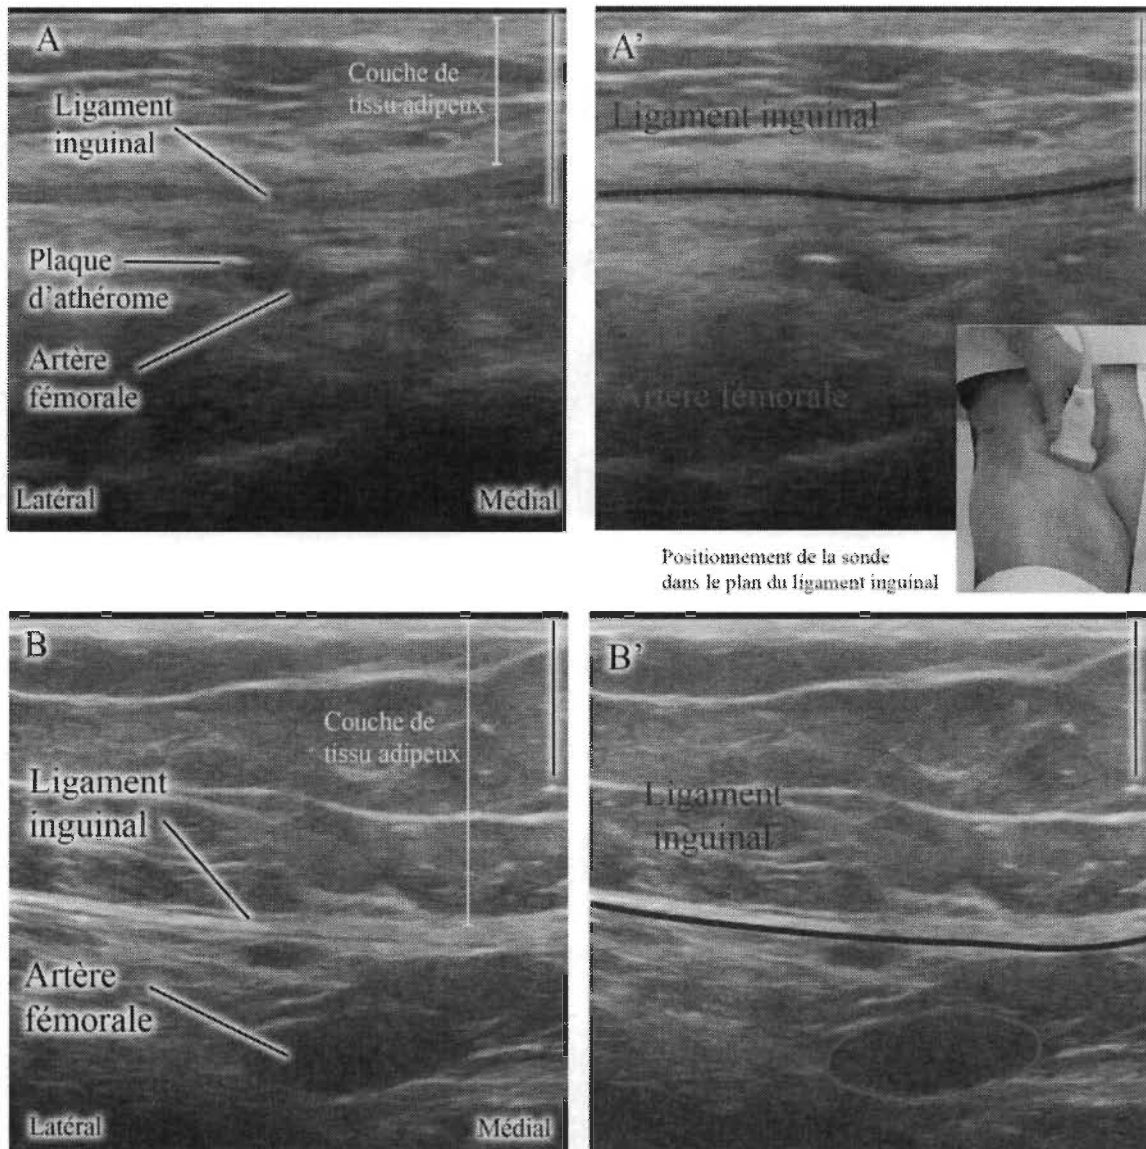 A
Couche de
tissu adipeux
Ligament
inguinal
Plaque
d'athérome
Artère
fémorale
Latéral
Médial
A'
Ligament inguinal
Artère fémorale
Positionnement de la sonde
dans le plan du ligament inguinal
B
Couche de
tissu adipeux
Ligament
inguinal
Artère
fémorale
Latéral
Médial
B'
Ligament
inguinal